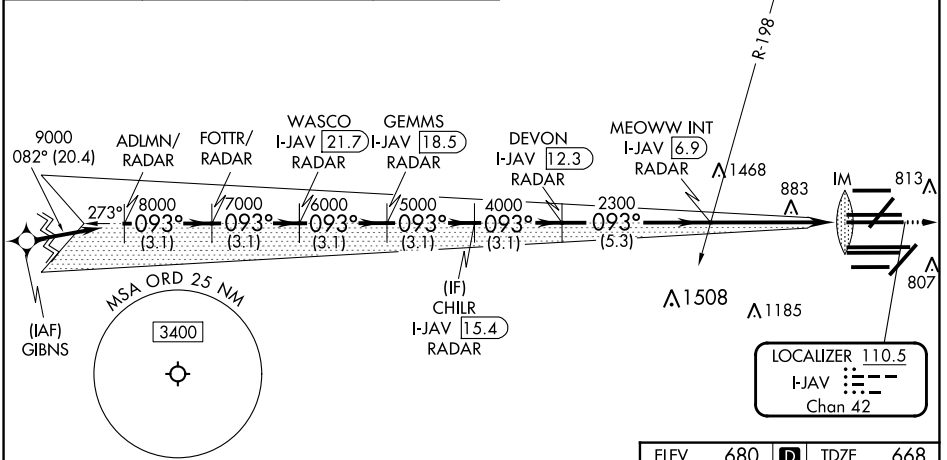 R-198
9000
082° (20.4)
ADLMN/
RADAR
FOTTR/
RADAR
WASCO
I-JAV 21.7
RADAR
GEMMS
I-JAV 18.5
RADAR
DEVON
I-JAV 12.3
RADAR
MEOWW INT
I-JAV 6.9
RADAR
1468
883
IM
813
273°
8000
093°
(3.1)
7000
093°
(3.1)
6000
093°
(3.1)
5000
093°
(3.1)
4000
093°
(3.1)
2300
093°
(5.3)
(IAF)
GIBNS
MSA ORD 25 NM
3400
(IF)
CHILR
I-JAV 15.4
RADAR
1508
1185
807
LOCALIZER 110.5
I-JAV
Chan 42
ELEV 680 D TDZE 668